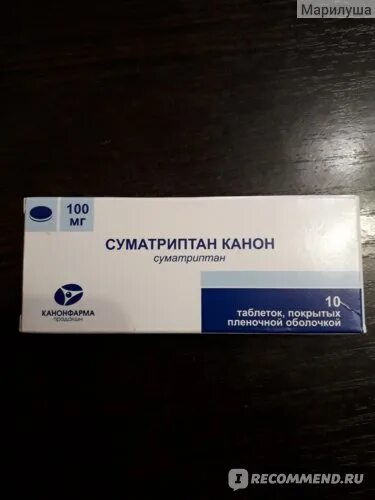 Марилуша
100
МГ
СУМАТРИПТАН КАНОН
суматриптан
КАНОНФАРМА
продакшн
10
таблеток, покрытых
пленочной оболочкой
IRECOMMEND.RU